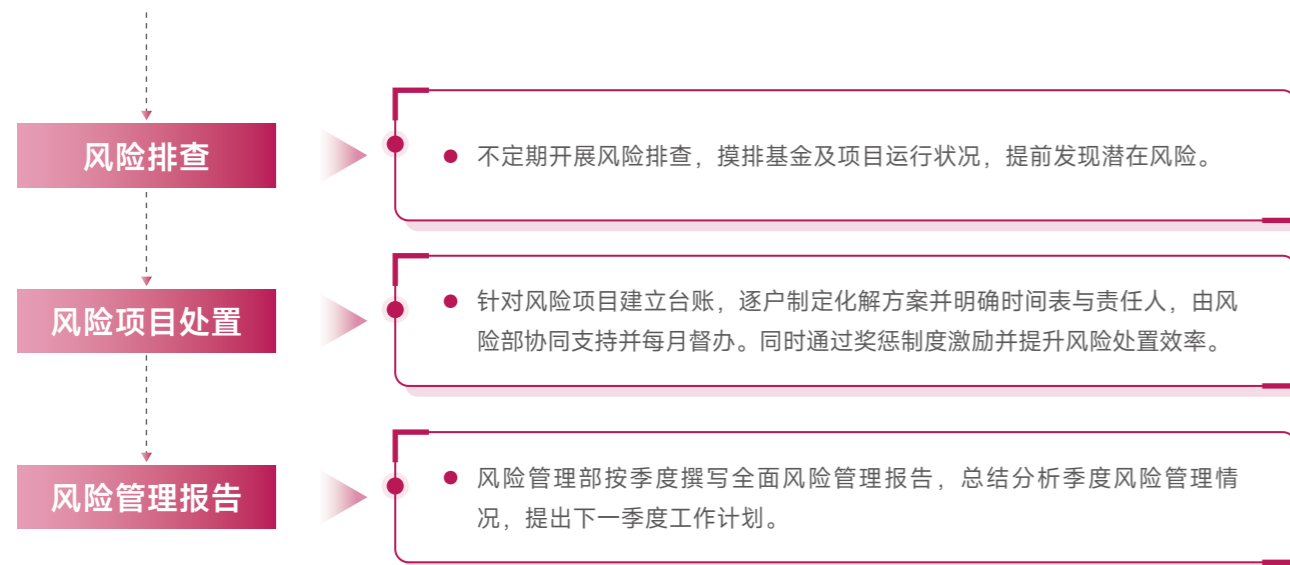 风险排查
不定期开展风险排查，摸排基金及项目运行状况，提前发现潜在风险。
风险项目处置
针对风险项目建立台账，逐户制定化解方案并明确时间表与责任人，由风
险部协同支持并每月督办。同时通过奖惩制度激励并提升风险处置效率。
风险管理报告
风险管理部按季度撰写全面风险管理报告，总结分析季度风险管理情
况，提出下一季度工作计划。